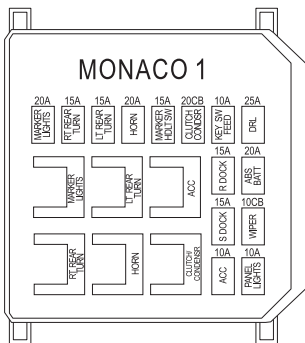 MONACO 1
20A 15A 15A 20A 15A 20CB 10A 25A
MARKER
LIGHTS
RT REAR
TURN
LT REAR
TURN
HORN
MARKER
HDLT SW
CLUTCH
CONDSR
KEY SW
FEED
DRL
15A 20A
MARKER
LIGHTS
LT REAR
TURN
ACC
R DOCK
ABS
BATT
15A 10CB
S DOCK
WIPER
RT REAR
TURN
HORN
CLUTCH/
CONDENSR
10A 10A
ACC
PANEL
LIGHTS